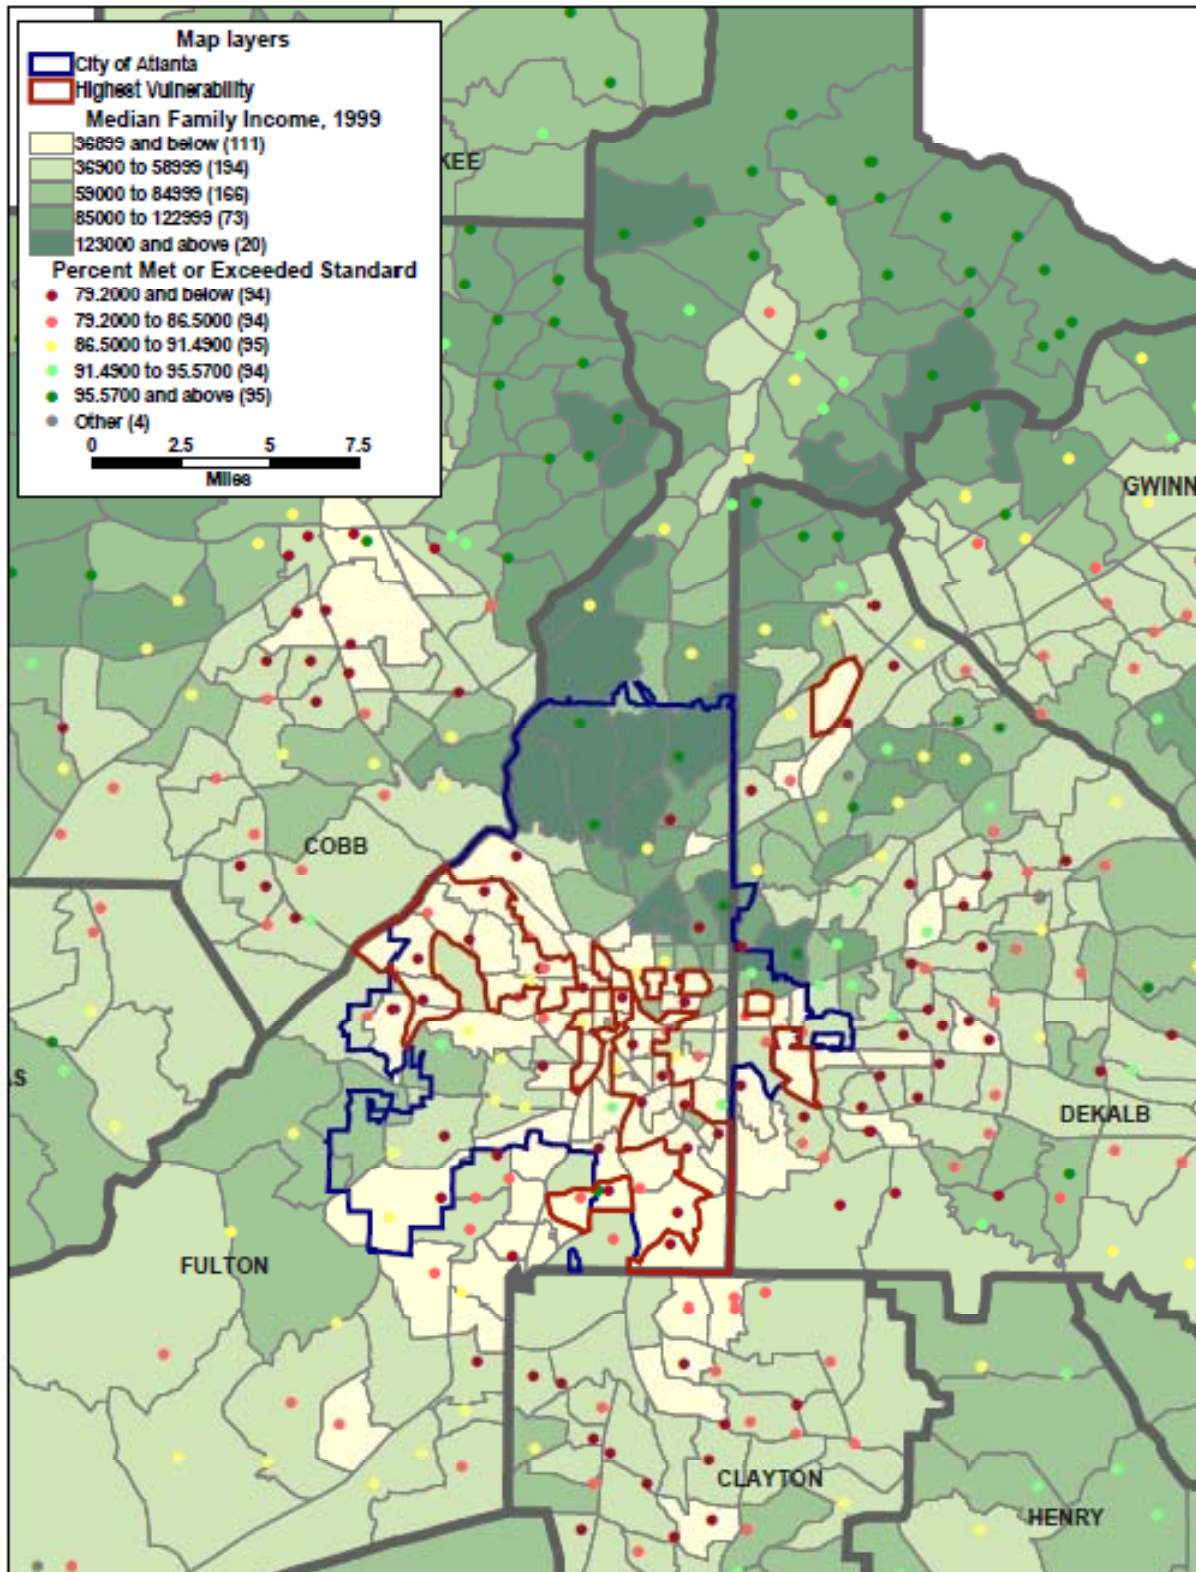 Map layers
City of Atlanta
Highest Vulnerability
Median Family Income, 1999
36899 and below (111)
36900 to 58999 (194)
59000 to 84999 (166)
85000 to 122999 (73)
123000 and above (20)
Percent Met or Exceeded Standard
79.2000 and below (94)
79.2000 to 86.5000 (94)
86.5000 to 91.4900 (95)
91.4900 to 95.5700 (94)
95.5700 and above (95)
Other (4)
0 2.5 5 7.5
Miles
KEE
GWINN
COBB
AS
DEKALB
FULTON
CLAYTON
HENRY